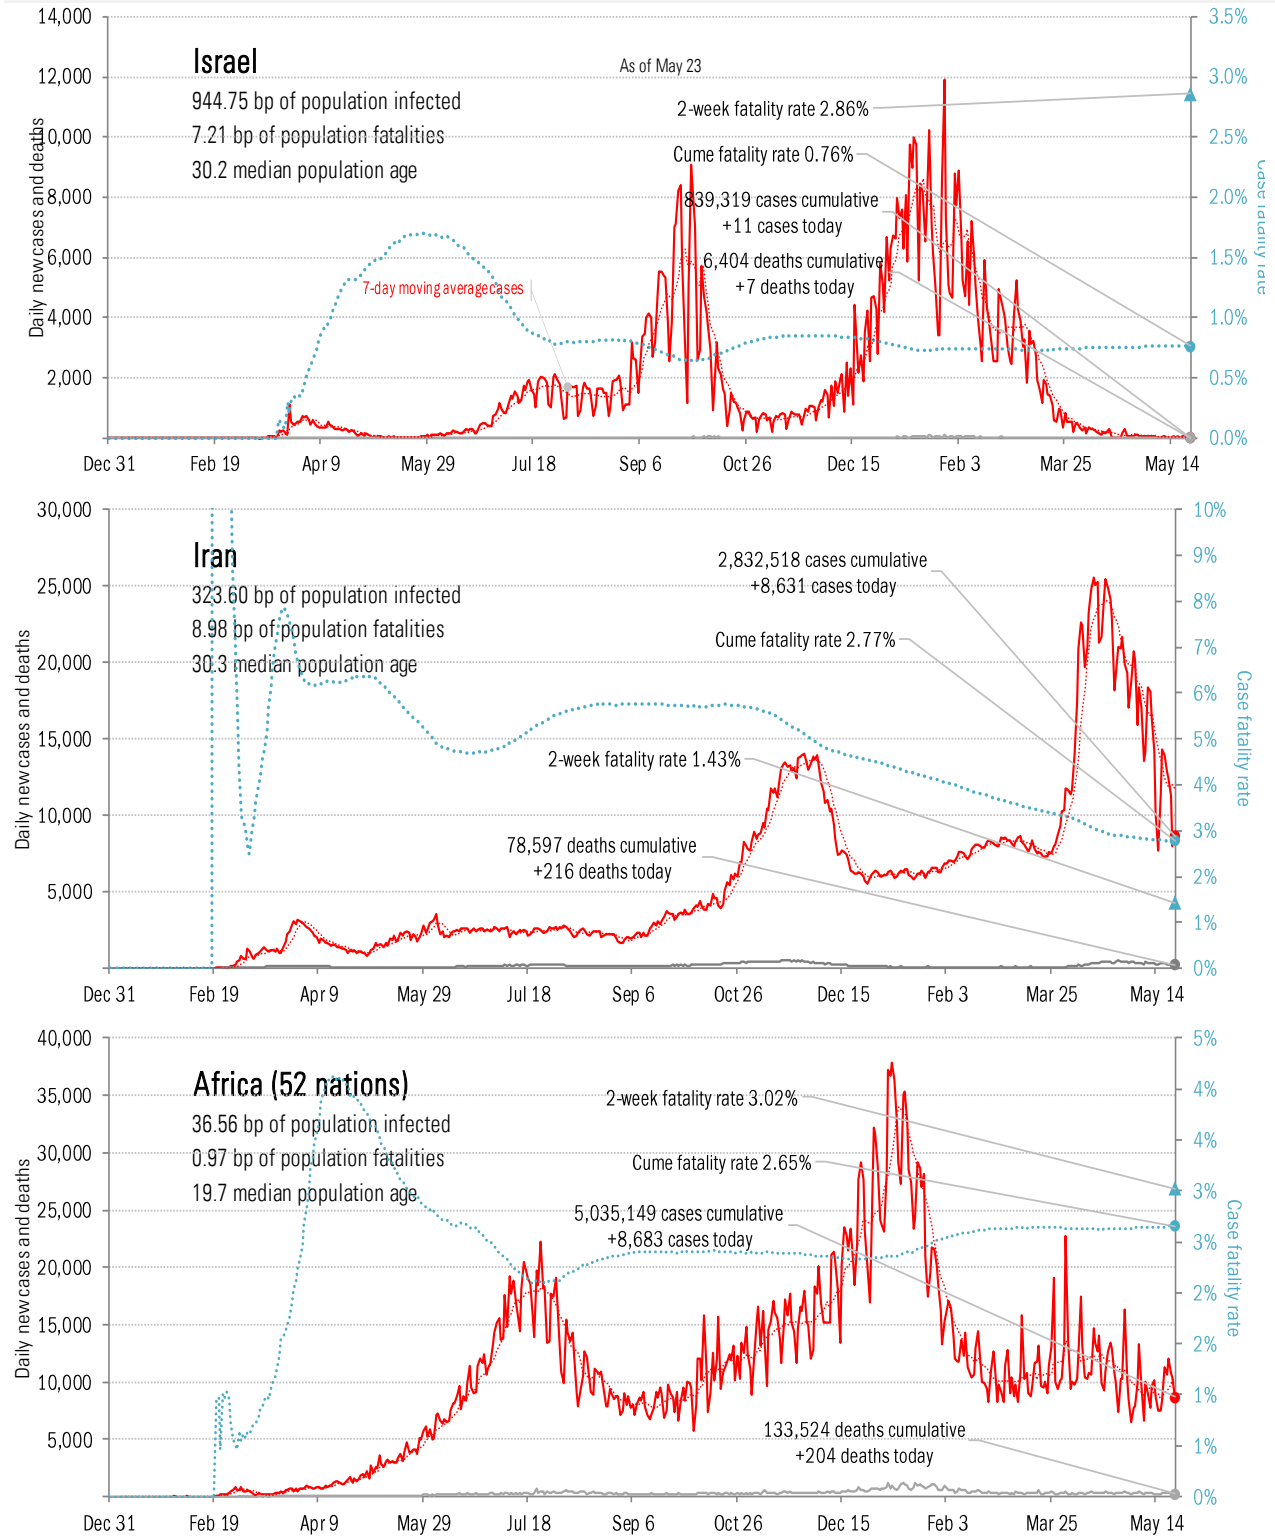 14,000
12,000
10,000
8,000
6,000
4,000
2,000
Daily new cases and deaths
Israel
944.75 bp of population infected
7.21 bp of population fatalities
30.2 median population age
As of May 23
2-week fatality rate 2.86%
Cume fatality rate 0.76%
839,319 cases cumulative
+11 cases today
6,404 deaths cumulative
+7 deaths today
7-day moving average cases
3.5%
3.0%
2.5%
2.0%
1.5%
1.0%
0.5%
0.0%
Case fatality rate
Dec 31 Feb 19 Apr 9 May 29 Jul 18 Sep 6 Oct 26 Dec 15 Feb 3 Mar 25 May 14
30,000
25,000
20,000
15,000
10,000
5,000
Daily new cases and deaths
Iran
323.60 bp of population infected
8.98 bp of population fatalities
30.3 median population age
2,832,518 cases cumulative
+8,631 cases today
Cume fatality rate 2.77%
2-week fatality rate 1.43%
78,597 deaths cumulative
+216 deaths today
10%
9%
8%
7%
6%
5%
4%
3%
2%
1%
0%
Case fatality rate
Dec 31 Feb 19 Apr 9 May 29 Jul 18 Sep 6 Oct 26 Dec 15 Feb 3 Mar 25 May 14
40,000
35,000
30,000
25,000
20,000
15,000
10,000
5,000
Daily new cases and deaths
Africa (52 nations)
36.56 bp of population infected
0.97 bp of population fatalities
19.7 median population age
2-week fatality rate 3.02%
Cume fatality rate 2.65%
5,035,149 cases cumulative
+8,683 cases today
133,524 deaths cumulative
+204 deaths today
5%
4%
4%
3%
3%
2%
2%
1%
1%
0%
Case fatality rate
Dec 31 Feb 19 Apr 9 May 29 Jul 18 Sep 6 Oct 26 Dec 15 Feb 3 Mar 25 May 14